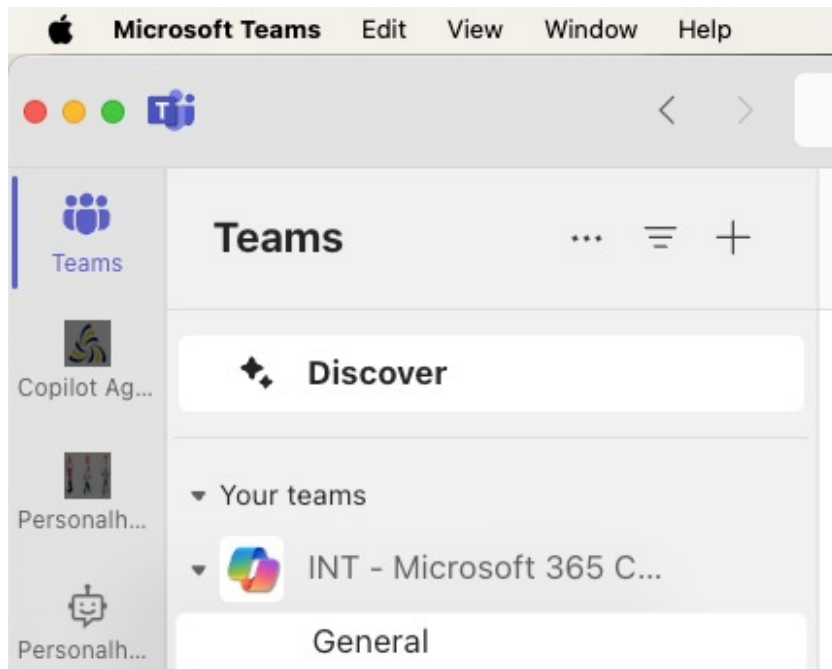 Microsoft Teams Edit View Window Help
Teams
Teams
Discover
Copilot Ag...
Personalh...
Your teams
INT - Microsoft 365 C...
General
Personalh...